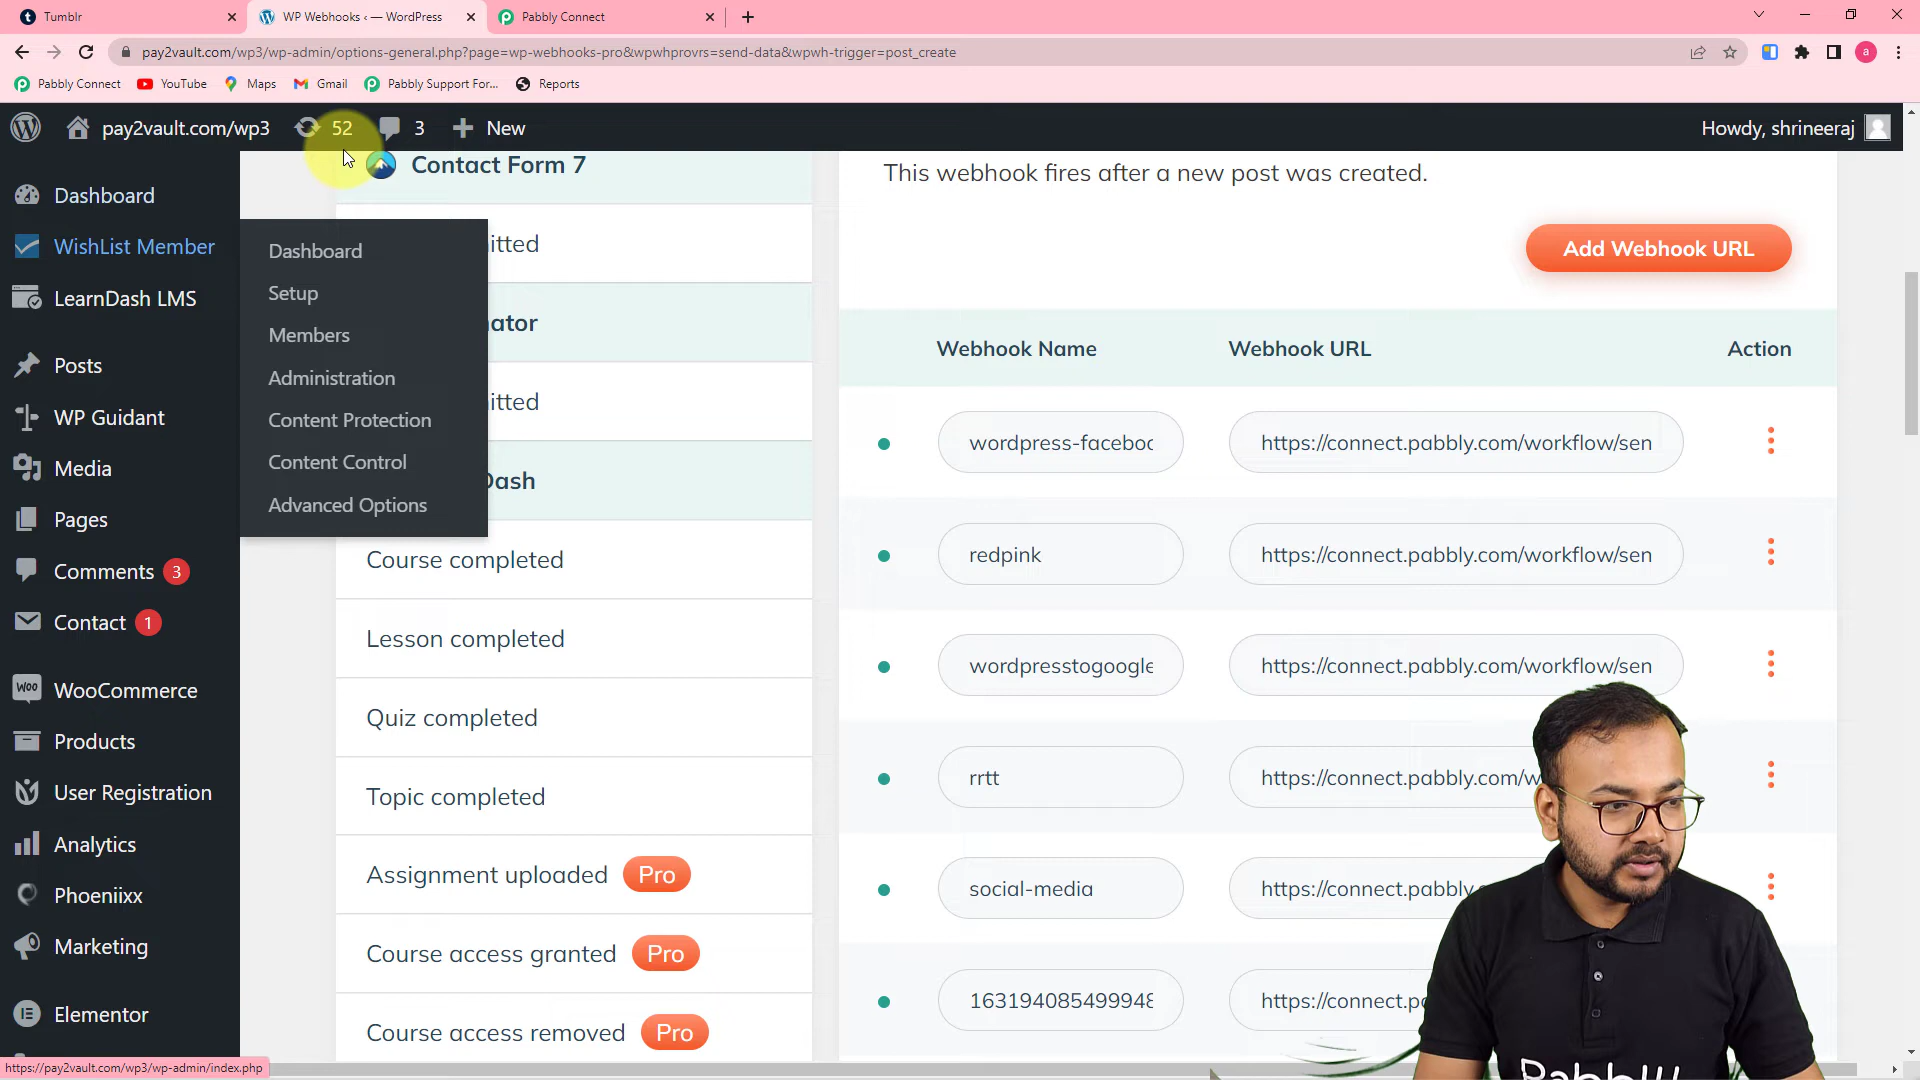 Tumblr
WP Webhooks ‹ — WordPress
Pabbly Connect
pay2vault.com/wp3/wp-admin/options-general.php?page=wp-webhooks-pro&wpwhprovrs=send-data&wpwh-trigger=post_create
a
Pabbly Connect
YouTube
Maps
Gmail
Pabbly Support For...
Reports
pay2vault.com/wp3
52
3
New
Howdy, shrineeraj
Dashboard
WishList Member
LearnDash LMS
Posts
WP Guidant
Media
Pages
Comments 3
Contact 1
WooCommerce
Products
User Registration
Analytics
Phoeniixx
Marketing
Elementor
https://pay2vault.com/wp3/wp-admin/index.php
Dashboard
Setup
Members
Administration
Content Protection
Content Control
Advanced Options
Contact Form 7
itted
ator
itted
Dash
Course completed
Lesson completed
Quiz completed
Topic completed
Assignment uploaded Pro
Course access granted Pro
Course access removed Pro
This webhook fires after a new post was created.
Add Webhook URL
Webhook Name Webhook URL Action
wordpress-faceboc https://connect.pabbly.com/workflow/sen
redpink https://connect.pabbly.com/workflow/sen
wordpresstogoogle https://connect.pabbly.com/workflow/sen
rrtt https://connect.pabbly.com/w
social-media https://connect.pabbly
163194085499948 https://connect.pa
Pabbly